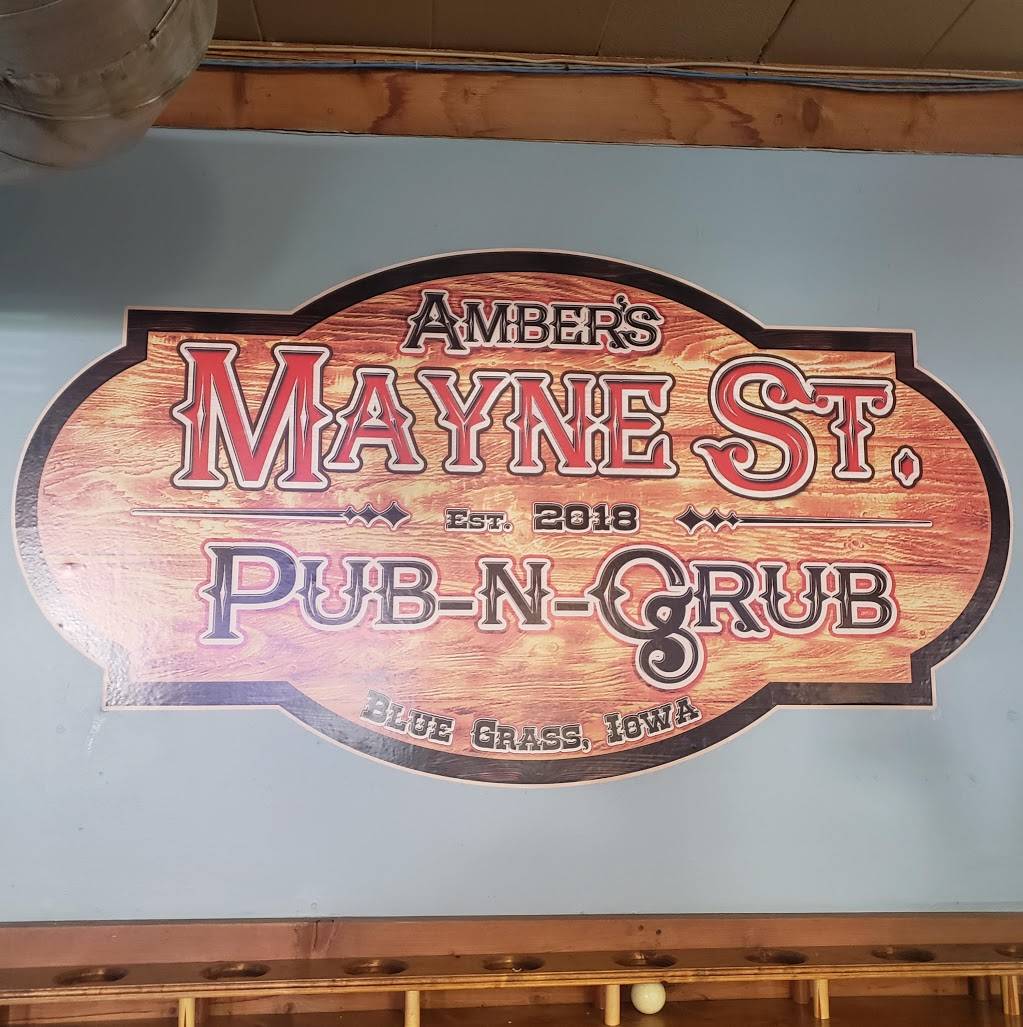 Amber's
Mayne St.
Est. 2018
Pub-N-Grub
Blue Grass, Iowa